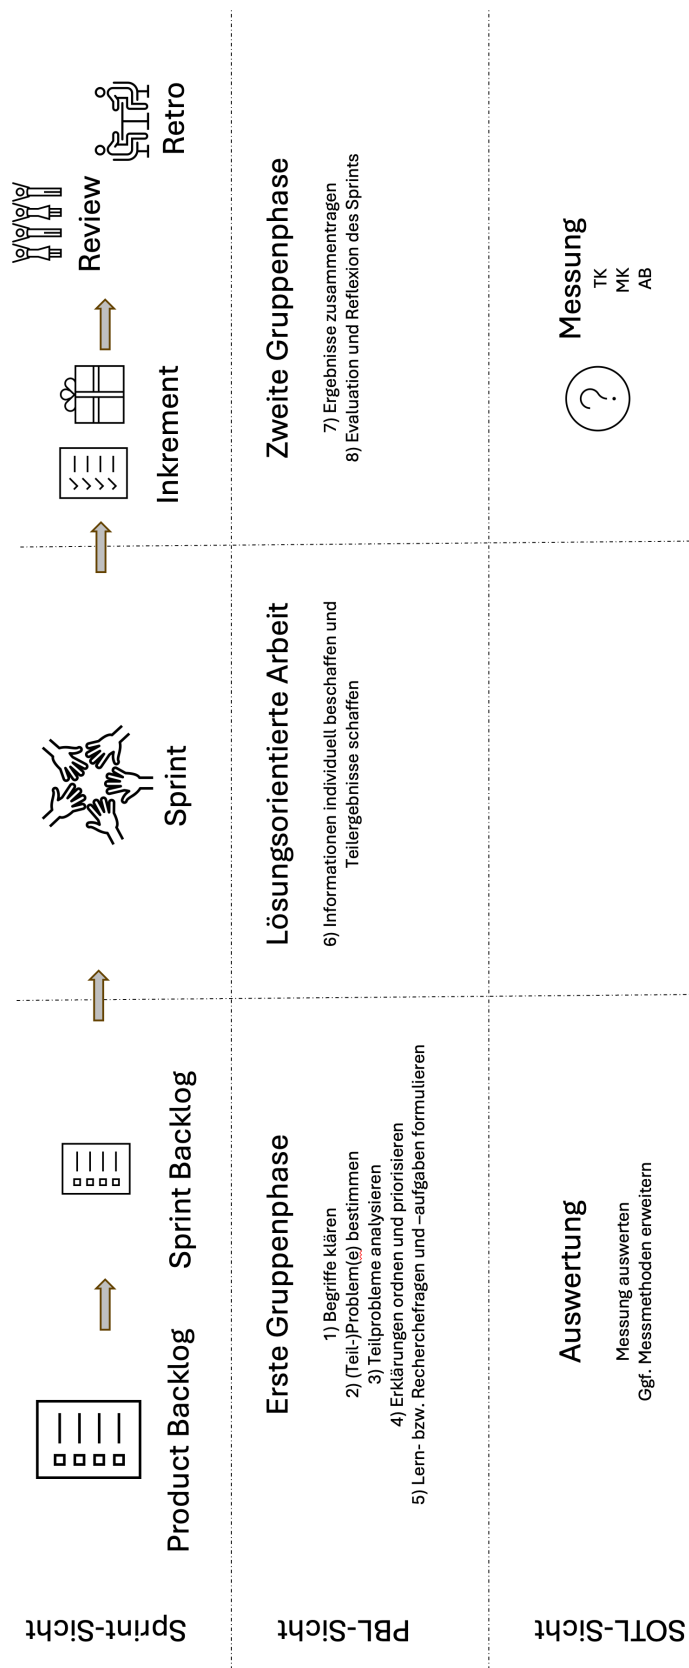 Sprint-Sicht
Product Backlog
Sprint Backlog
Sprint
Inkrement
Review
Retro
PBL-Sicht
Erste Gruppenphase
1) Begriffe klären
2) (Teil-)Problem(e) bestimmen
3) Teilprobleme analysieren
4) Erklärungen ordnen und priorisieren
5) Lern- bzw. Recherchefragen und –aufgaben formulieren
Lösungsorientierte Arbeit
6) Informationen individuell beschaffen und
Teilergebnisse schaffen
Zweite Gruppenphase
7) Ergebnisse zusammentragen
8) Evaluation und Reflexion des Sprints
SOTL-Sicht
Auswertung
Messung auswerten
Ggf. Messmethoden erweitern
Messung
TK
MK
AB